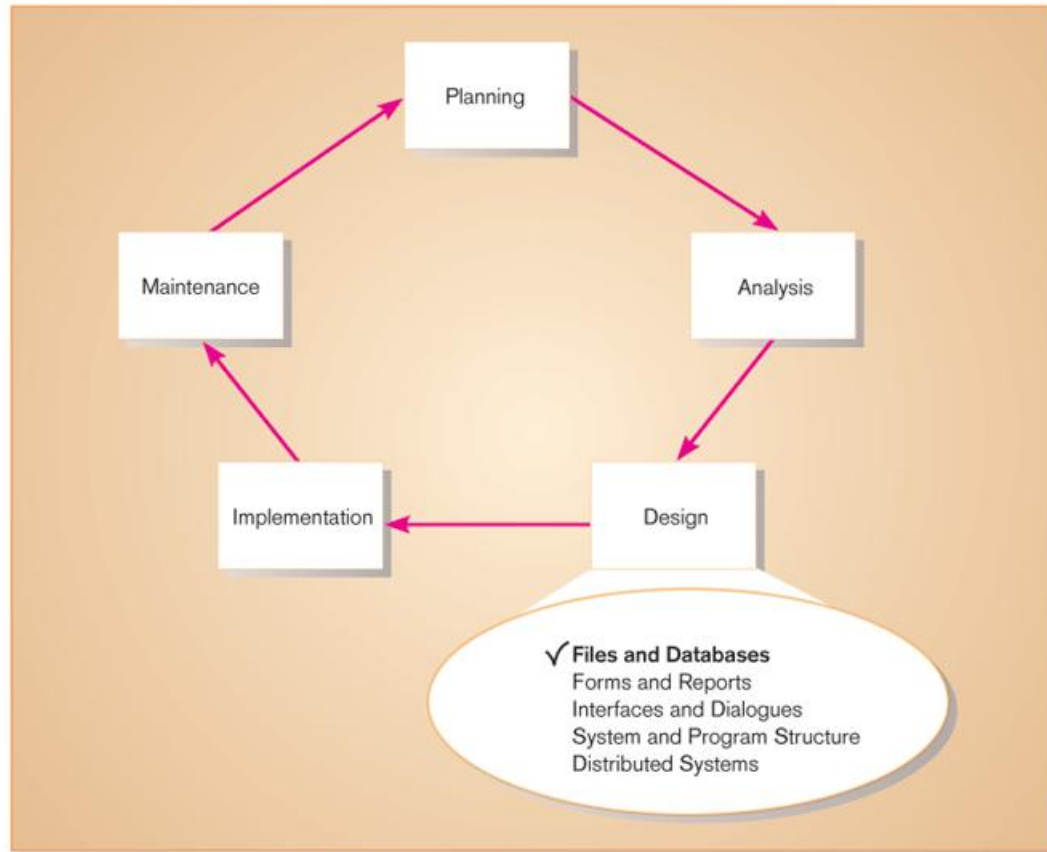 Planning
Maintenance
Analysis
Implementation
Design
✓ Files and Databases
Forms and Reports
Interfaces and Dialogues
System and Program Structure
Distributed Systems